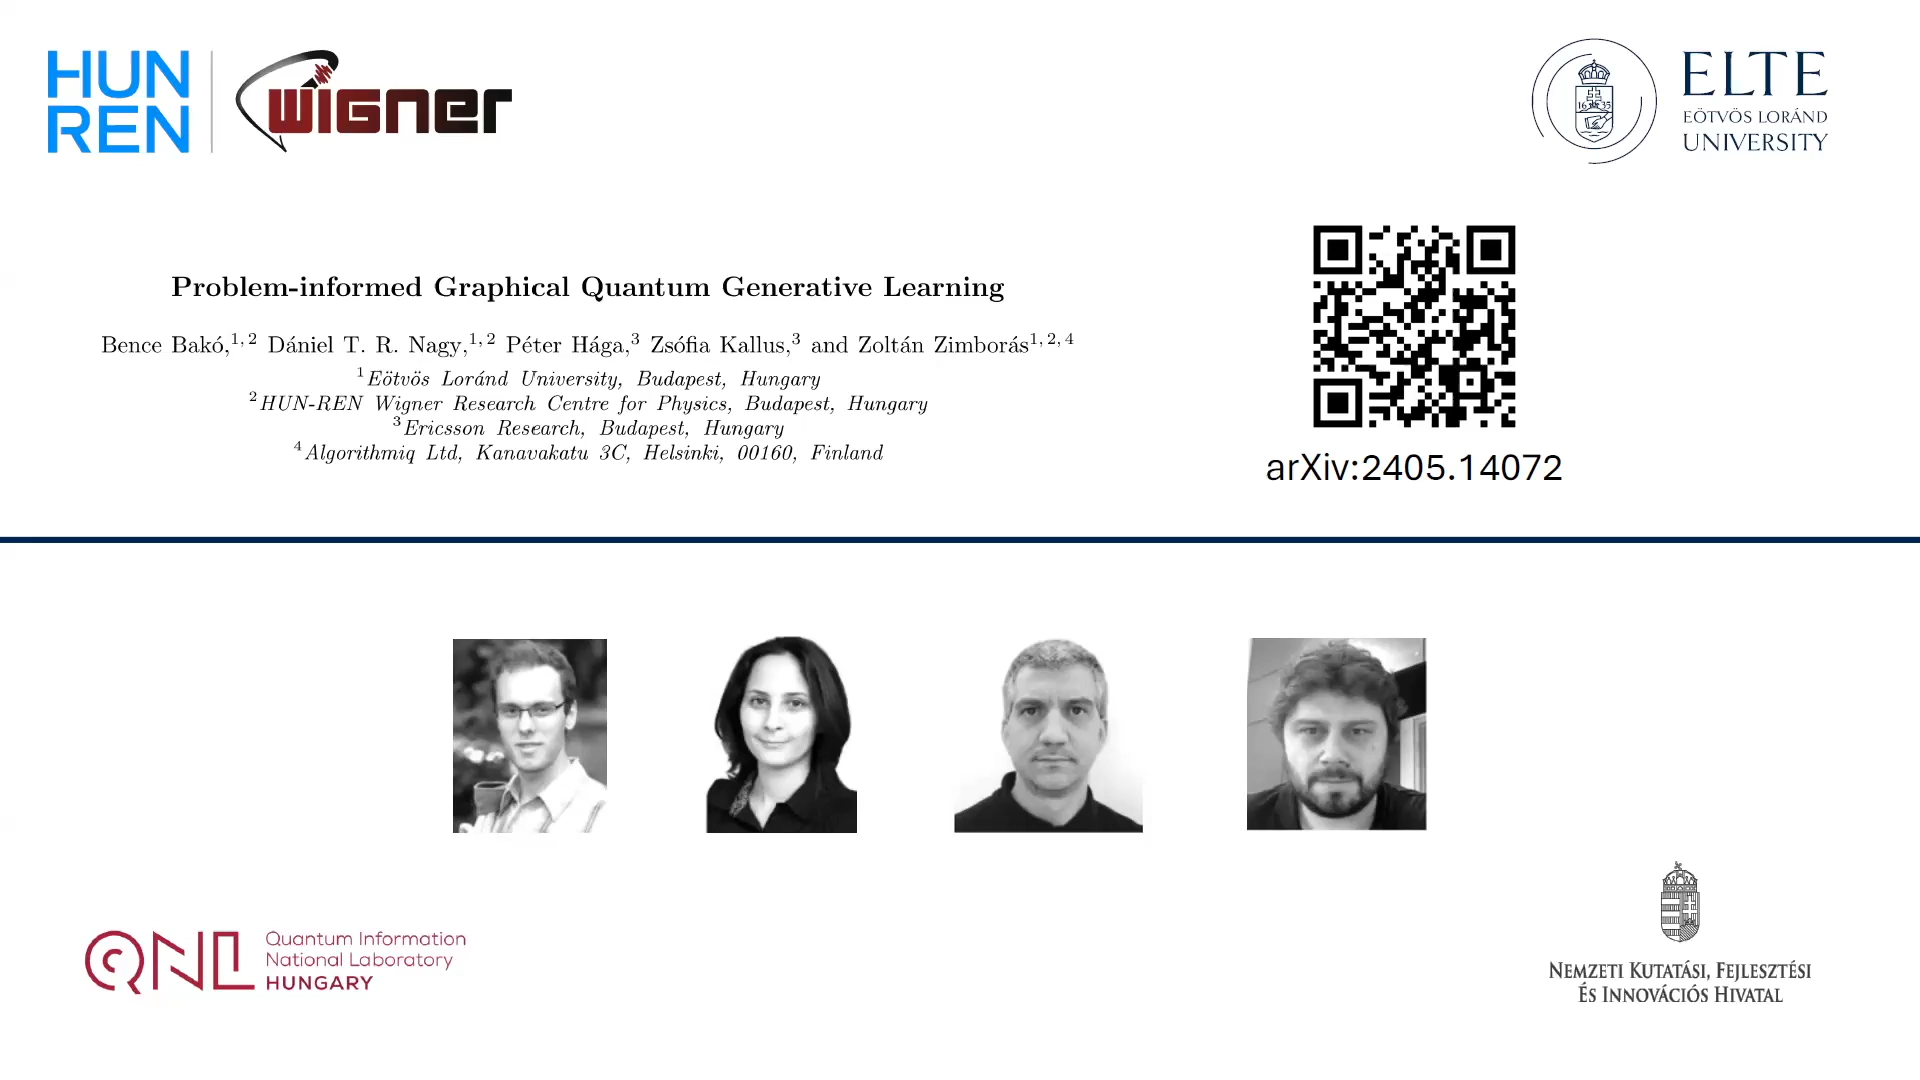 HUN
REN
wigner
1635
ELTE
EÖTVÖS LORÁND
UNIVERSITY
Problem-informed Graphical Quantum Generative Learning
Bence Bakó,1, 2 Dániel T. R. Nagy,1, 2 Péter Hága,3 Zsófia Kallus,3 and Zoltán Zimborás1, 2, 4
1Eötvös Loránd University, Budapest, Hungary
2HUN-REN Wigner Research Centre for Physics, Budapest, Hungary
3Ericsson Research, Budapest, Hungary
4Algorithmiq Ltd, Kanavakatu 3C, Helsinki, 00160, Finland
arXiv:2405.14072
QNL
Quantum Information
National Laboratory
HUNGARY
NEMZETI KUTATÁSI, FEJLESZTÉSI
ÉS INNOVÁCIÓS HIVATAL